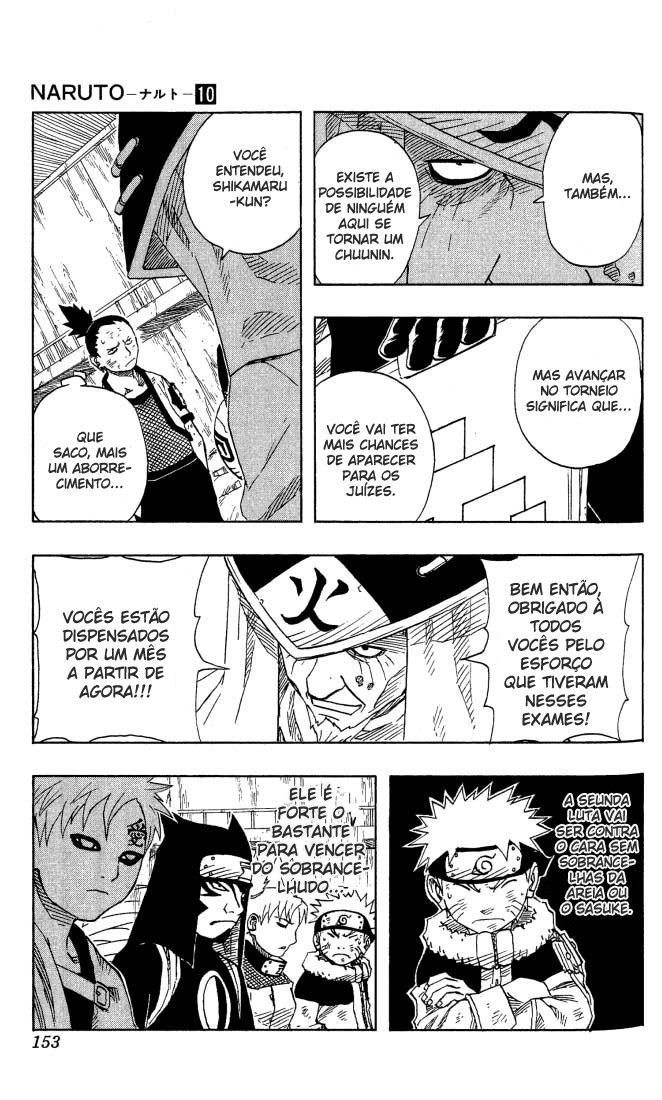 NARUTO—ナルト—10
MAS,
TAMBÉM...
EXISTE A
POSSIBILIDADE
DE NINGUÉM
AQUI SE
TORNAR UM
CHUUNIN.
MAS AVANÇAR
NO TORNEIO
SIGNIFICA QUE...
VOCÊ VAI TER
MAIS CHANCES
DE APARECER
PARA OS
JUÍZES.
VOCÊ
ENTENDEU,
SHIKAMARU
-KUN?
QUE
SACO, MAIS
UM ABORRE-
CIMENTO...
BEM ENTÃO,
OBRIGADO À
TODOS
VOCÊS PELO
ESFORÇO
QUE TIVERAM
NESSES
EXAMES!
火
VOCÊS ESTÃO
DISPENSADOS
POR UM MÊS
A PARTIR DE
AGORA!!!
A SEUNDA
LUTA VAI
SER CONTRA
O CARA SEM
SOBRANCE-
LHAS DA
AREIA OU
O SASUKE.
ELE É
FORTE O
BASTANTE
PARA VENCER
DO SOBRANCE-
LHUDO...
153